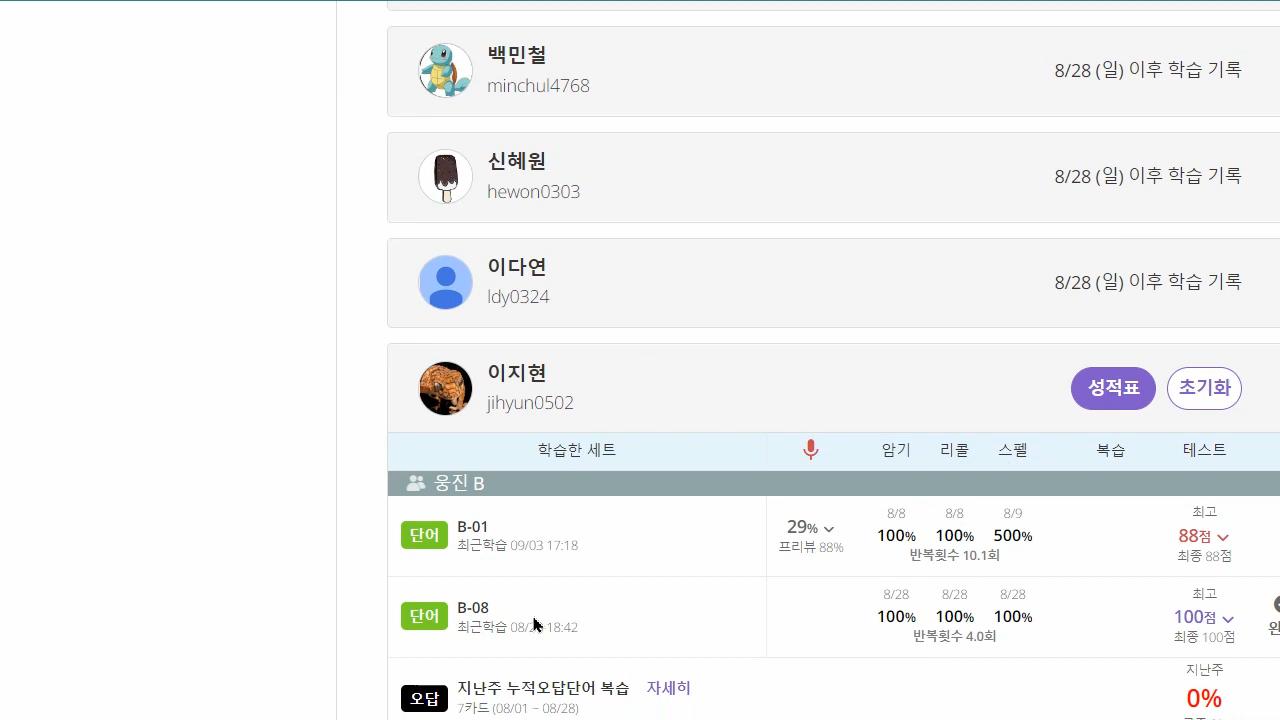 백민철
minchul4768
8/28 (일) 이후 학습 기록
신혜원
hewon0303
8/28 (일) 이후 학습 기록
이다연
ldy0324
8/28 (일) 이후 학습 기록
이지현
jihyun0502
성적표 초기화
학습한 세트 암기 리콜 스펠 복습 테스트
웅진 B
단어 B-01
최근학습 09/03 17:18
29%
프리뷰 88%
8/8 8/8 8/9
100% 100% 500%
반복횟수 10.1회
최고
88점
최종 88점
단어 B-08
최근학습 18:42
8/28 8/28 8/28
100% 100% 100%
반복횟수 4.0회
최고
100점
최종 100점
오답 지난주 누적오답단어 복습 자세히
7카드 (08/01 ~ 08/28)
지난주
0%